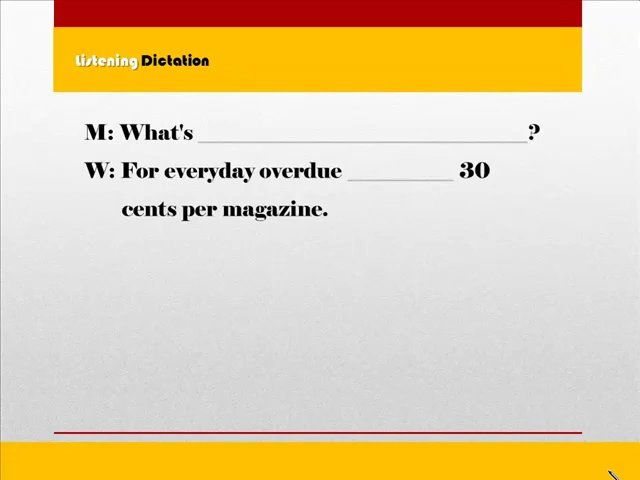 Listening Dictation
M: What's ______________________________?
W: For everyday overdue __________ 30
cents per magazine.